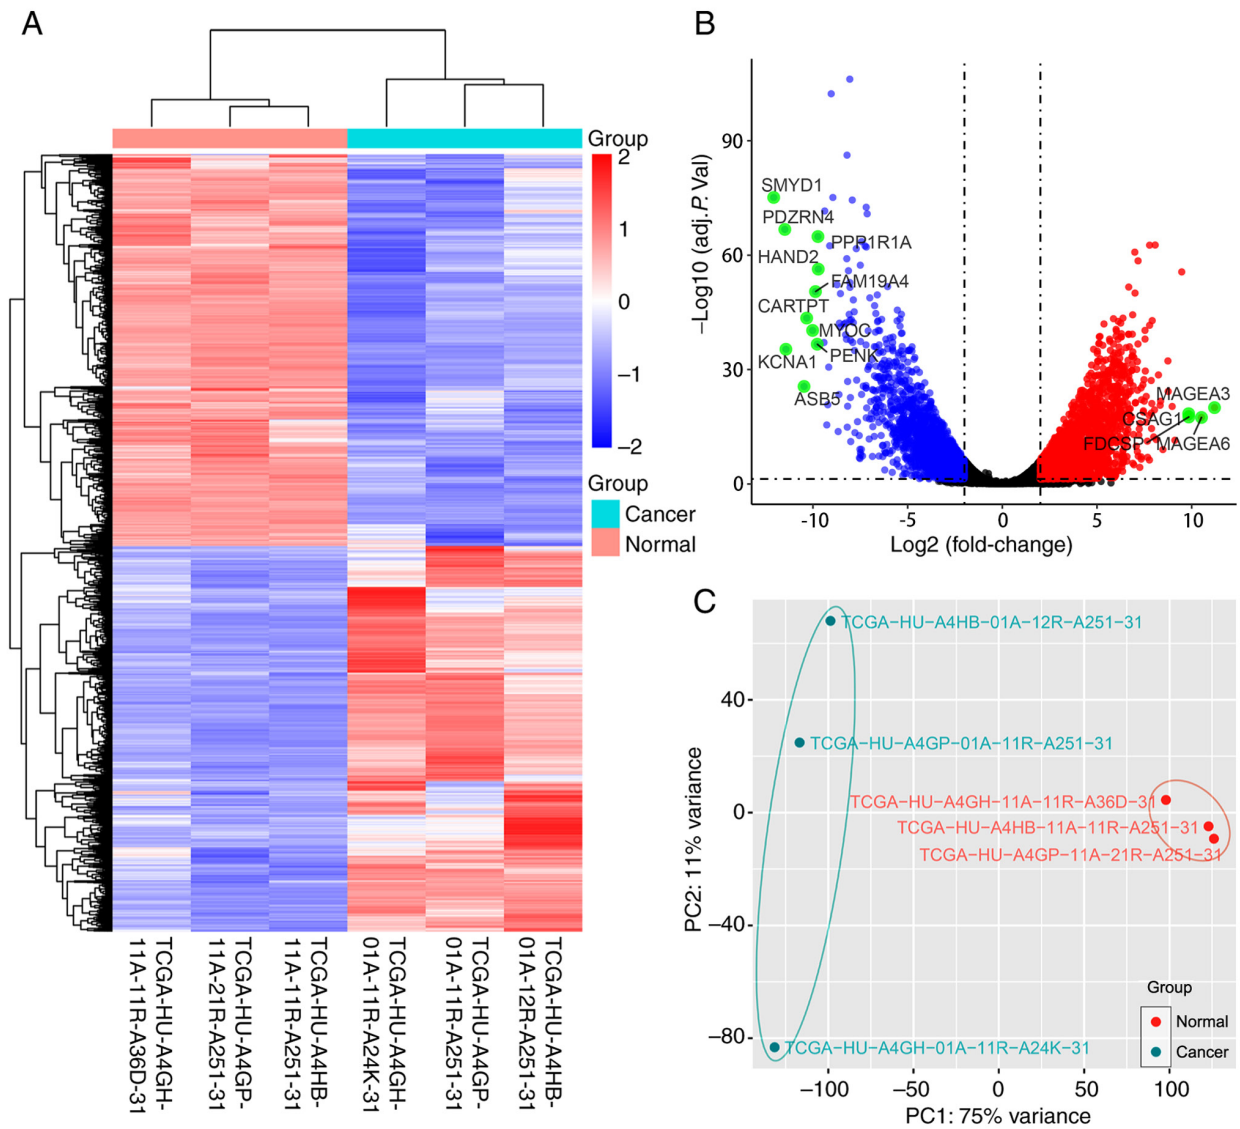 A
Group
2
1
0
−1
−2
Group
Cancer
Normal
TCGA-HU-A4GH-
11A-11R-A36D-31
TCGA-HU-A4GP-
11A-21R-A251-31
TCGA-HU-A4HB-
11A-11R-A251-31
TCGA-HU-A4GH-
01A-11R-A24K-31
TCGA-HU-A4GP-
01A-11R-A251-31
TCGA-HU-A4HB-
01A-12R-A251-31
B
−Log10 (adj.P. Val)
90
60
30
0
SMYD1
PDZRN4
PPP1R1A
HAND2
FAM19A4
CARTPT
MYOC
PENK
KCNA1
ASB5
MAGEA3
CSAG1
FDCSP
MAGEA6
-10
-5
0
5
10
Log2 (fold-change)
C
PC2: 11% variance
40
0
−40
−80
TCGA−HU−A4HB−01A−12R−A251−31
TCGA−HU−A4GP−01A−11R−A251−31
TCGA−HU−A4GH−11A−11R−A36D−31
TCGA−HU−A4HB−11A−11R−A251−31
TCGA−HU−A4GP−11A−21R−A251−31
TCGA−HU−A4GH−01A−11R−A24K−31
Group
Normal
Cancer
−100
−50
0
50
100
PC1: 75% variance